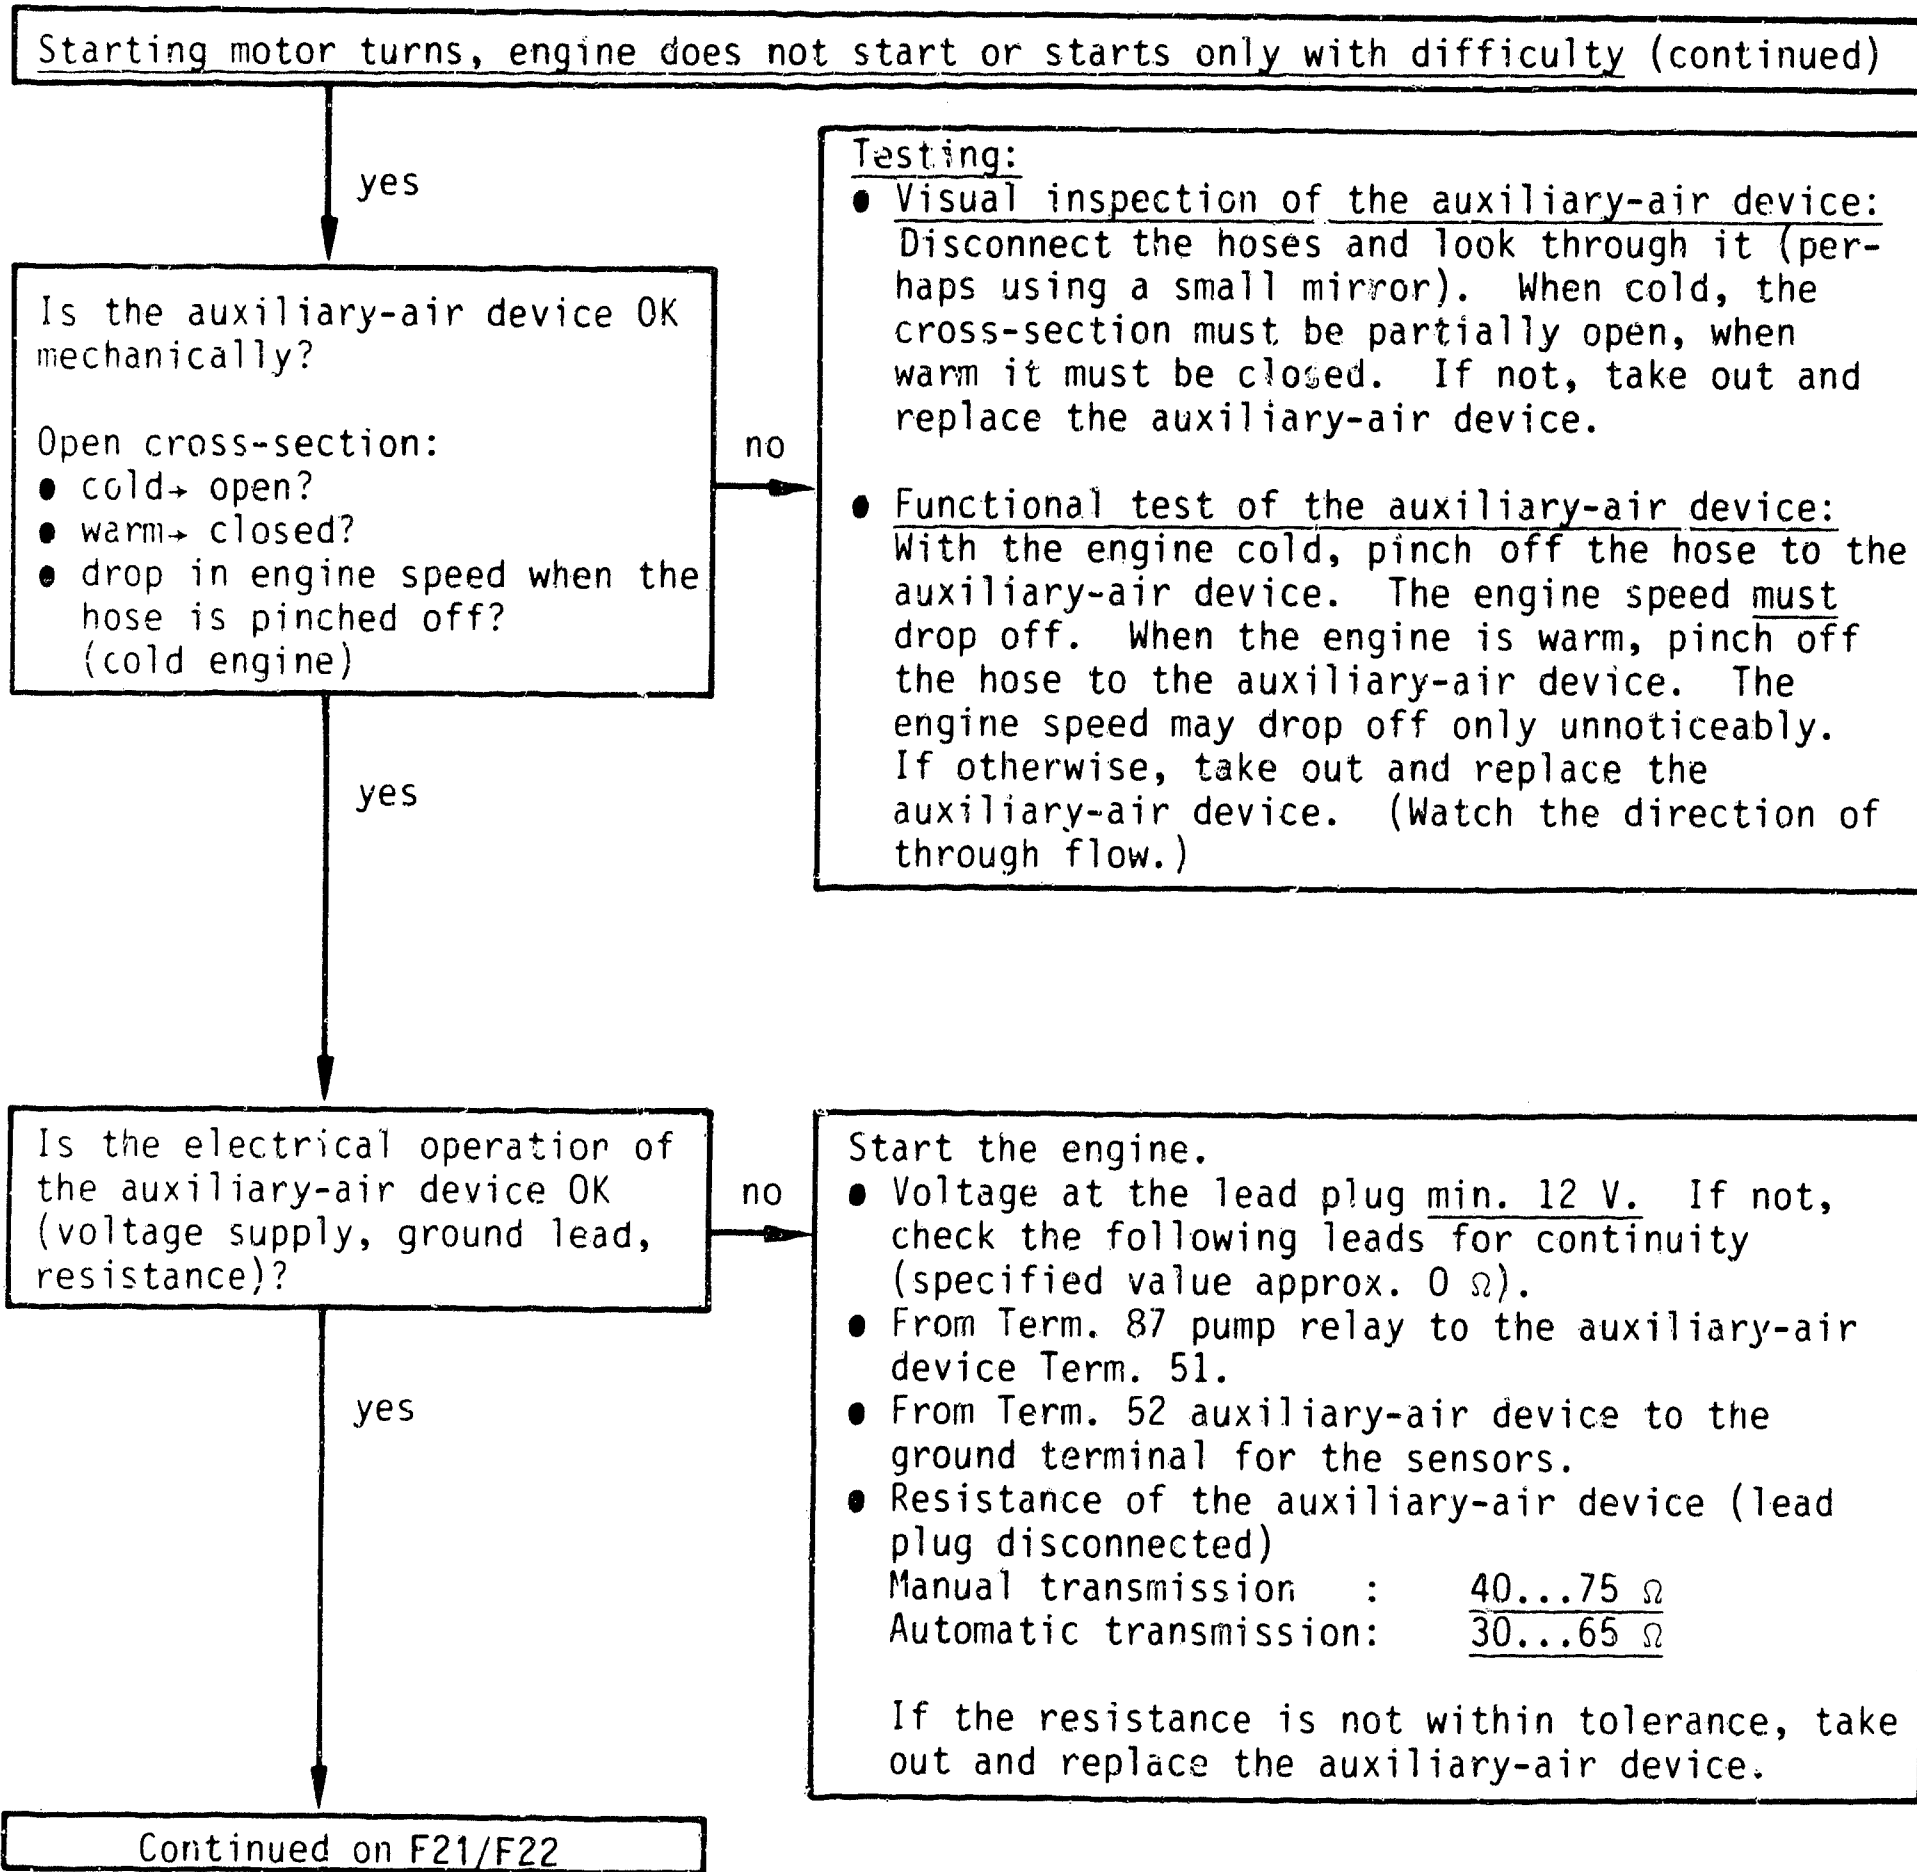 Starting motor turns, engine does not start or starts only with difficulty (continued)
yes
Is the auxiliary-air device OK
mechanically?
Open cross-section:
● cold→ open?
● warm→ closed?
● drop in engine speed when the
hose is pinched off?
(cold engine)
no
Testing:
● Visual inspection of the auxiliary-air device:
Disconnect the hoses and look through it (per-
haps using a small mirror). When cold, the
cross-section must be partially open, when
warm it must be closed. If not, take out and
replace the auxiliary-air device.
● Functional test of the auxiliary-air device:
With the engine cold, pinch off the hose to the
auxiliary-air device. The engine speed must
drop off. When the engine is warm, pinch off
the hose to the auxiliary-air device. The
engine speed may drop off only unnoticeably.
If otherwise, take out and replace the
auxiliary-air device. (Watch the direction of
through flow.)
yes
Is the electrical operation of
the auxiliary-air device OK
(voltage supply, ground lead,
resistance)?
no
Start the engine.
● Voltage at the lead plug min. 12 V. If not,
check the following leads for continuity
(specified value approx. 0 Ω).
● From Term. 87 pump relay to the auxiliary-air
device Term. 51.
● From Term. 52 auxiliary-air device to the
ground terminal for the sensors.
● Resistance of the auxiliary-air device (lead
plug disconnected)
Manual transmission : 40...75 Ω
Automatic transmission: 30...65 Ω
If the resistance is not within tolerance, take
out and replace the auxiliary-air device.
yes
Continued on F21/F22